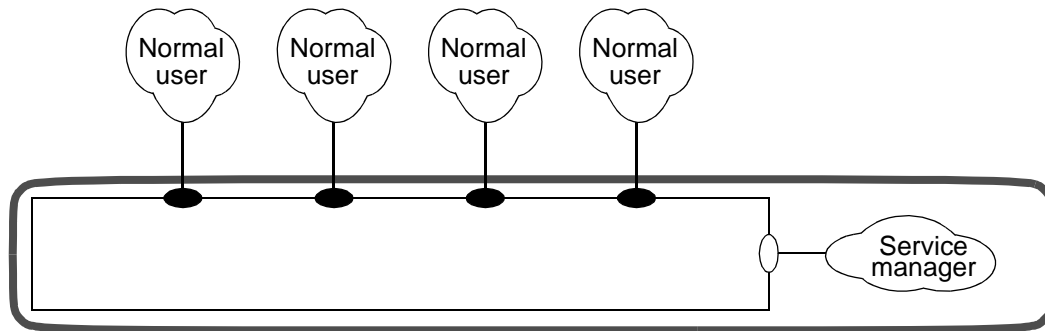 Normal
user
Normal
user
Normal
user
Normal
user
Service
manager